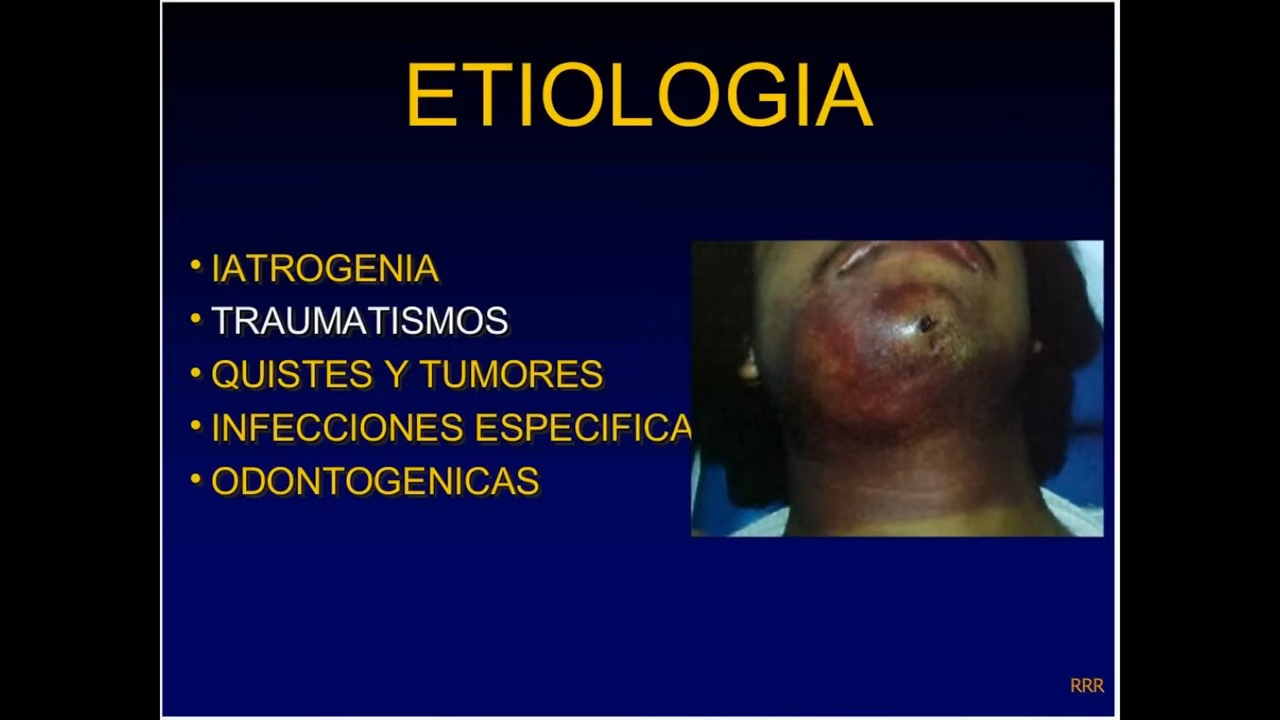 ETIOLOGIA
• IATROGENIA
• TRAUMATISMOS
• QUISTES Y TUMORES
• INFECCIONES ESPECIFICA
• ODONTOGENICAS
RRR